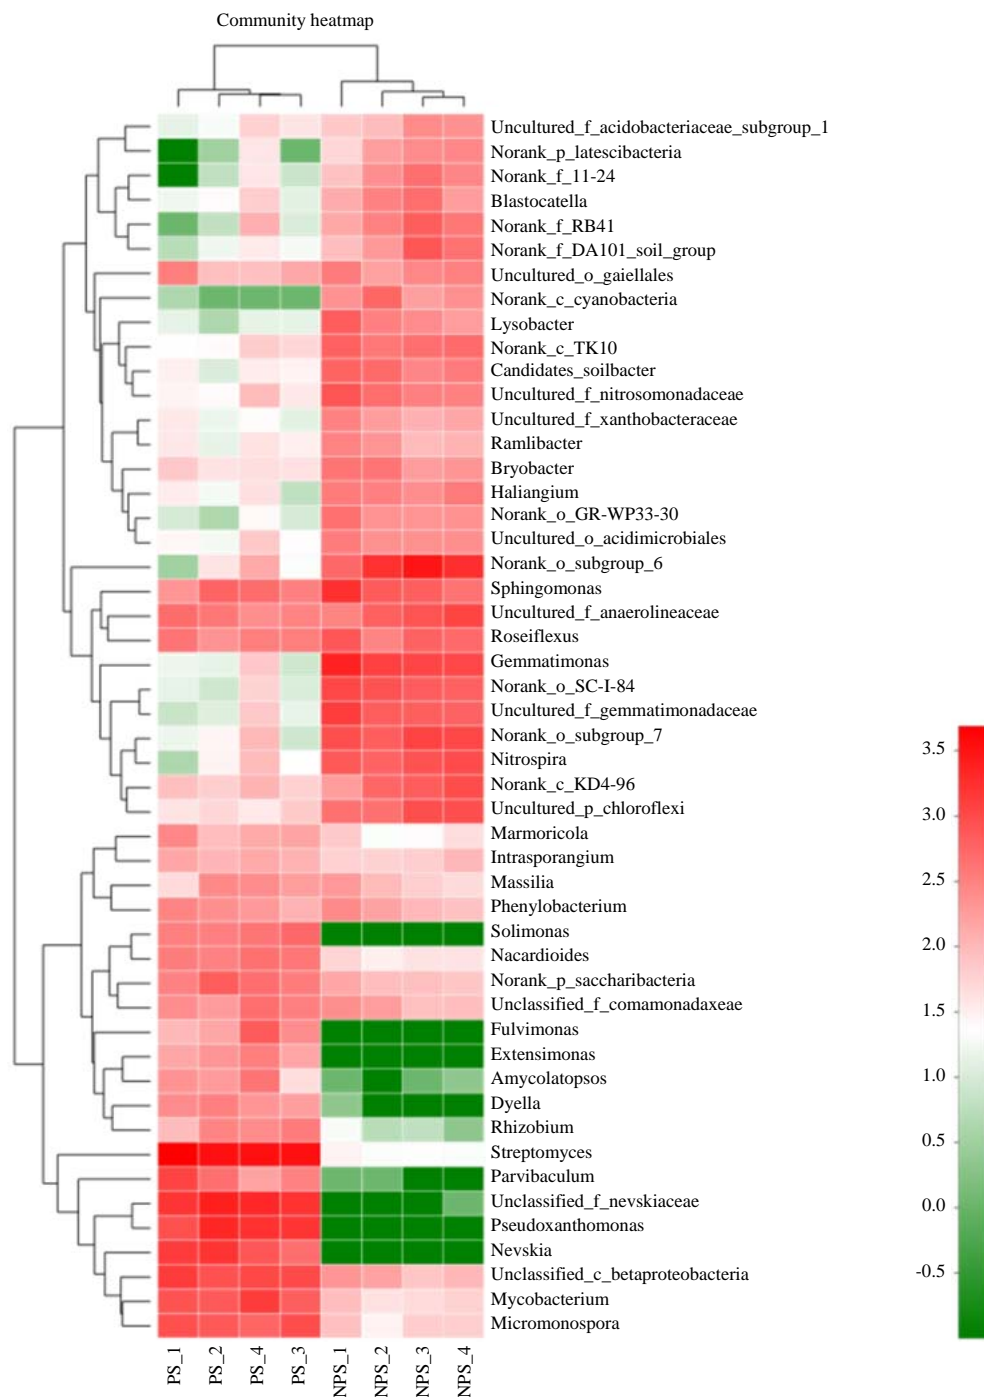 Community heatmap
Uncultured_f_acidobacteriaceae_subgroup_1
Norank_p_latescibacteria
Norank_f_11-24
Blastocatella
Norank_f_RB41
Norank_f_DA101_soil_group
Uncultured_o_gaiellales
Norank_c_cyanobacteria
Lysobacter
Norank_c_TK10
Candidates_soilbacter
Uncultured_f_nitrosomonadaceae
Uncultured_f_xanthobacteraceae
Ramlibacter
Bryobacter
Haliangium
Norank_o_GR-WP33-30
Uncultured_o_acidimicrobiales
Norank_o_subgroup_6
Sphingomonas
Uncultured_f_anaerolineaceae
Roseiflexus
Gemmatimonas
Norank_o_SC-I-84
Uncultured_f_gemmatimonadaceae
Norank_o_subgroup_7
Nitrospira
Norank_c_KD4-96
Uncultured_p_chloroflexi
Marmoricola
Intrasporangium
Massilia
Phenylobacterium
Solimonas
Nacardioides
Norank_p_saccharibacteria
Unclassified_f_comamonadaxeae
Fulvimonas
Extensimonas
Amycolatopsos
Dyella
Rhizobium
Streptomyces
Parvibaculum
Unclassified_f_nevskiaceae
Pseudoxanthomonas
Nevskia
Unclassified_c_betaproteobacteria
Mycobacterium
Micromonospora
PS_1
PS_2
PS_4
PS_3
NPS_1
NPS_2
NPS_3
NPS_4
3.5
3.0
2.5
2.0
1.5
1.0
0.5
0.0
-0.5